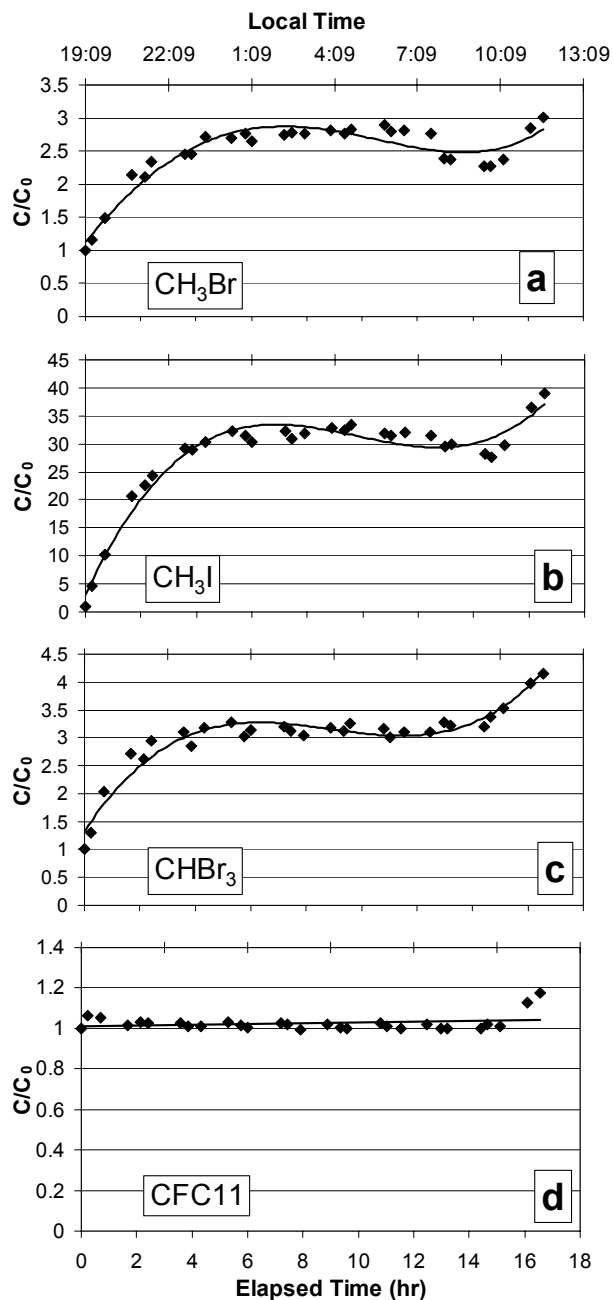 Local Time
19:09 22:09 1:09 4:09 7:09 10:09 13:09
3.5
3
2.5
2
1.5
1
0.5
0
C/C₀
CH₃Br
a
45
40
35
30
25
20
15
10
5
0
C/C₀
CH₃I
b
4.5
4
3.5
3
2.5
2
1.5
1
0.5
0
C/C₀
CHBr₃
c
1.4
1.2
1
0.8
0.6
0.4
0.2
0
C/C₀
CFC11
d
0 2 4 6 8 10 12 14 16 18
Elapsed Time (hr)